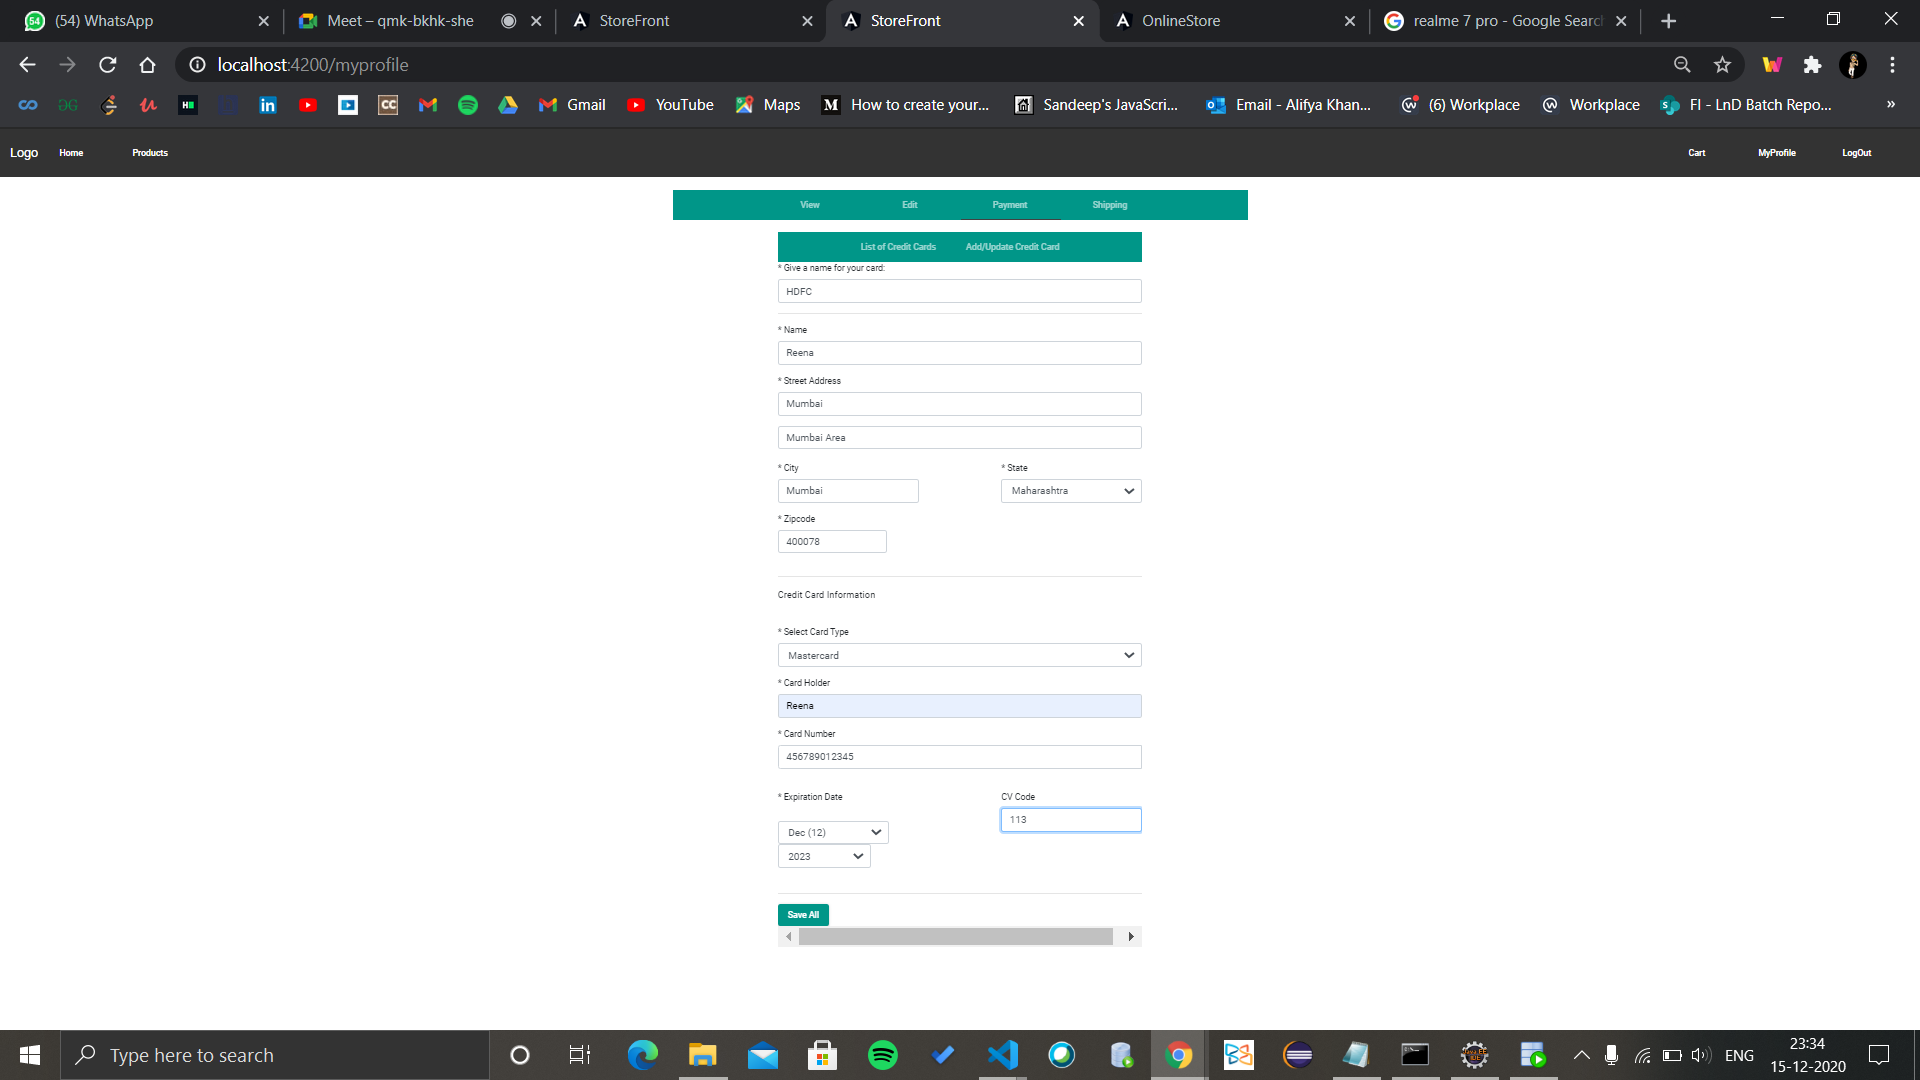 54 (54) WhatsApp Meet – qmk-bkhk-she StoreFront StoreFront OnlineStore realme 7 pro - Google Searc
localhost:4200/myprofile
Gmail YouTube Maps How to create your... Sandeep's JavaScri... Email - Alifya Khan... (6) Workplace Workplace FI - LnD Batch Repo... »
Logo Home Products Cart MyProfile LogOut
View Edit Payment Shipping
List of Credit Cards Add/Update Credit Card
* Give a name for your card:
HDFC
* Name
Reena
* Street Address
Mumbai
Mumbai Area
* City * State
Mumbai Maharashtra
* Zipcode
400078
Credit Card Information
* Select Card Type
Mastercard
* Card Holder
Reena
* Card Number
456789012345
* Expiration Date CV Code
113
Dec (12)
2023
Save All
Type here to search ENG 23:34
15-12-2020